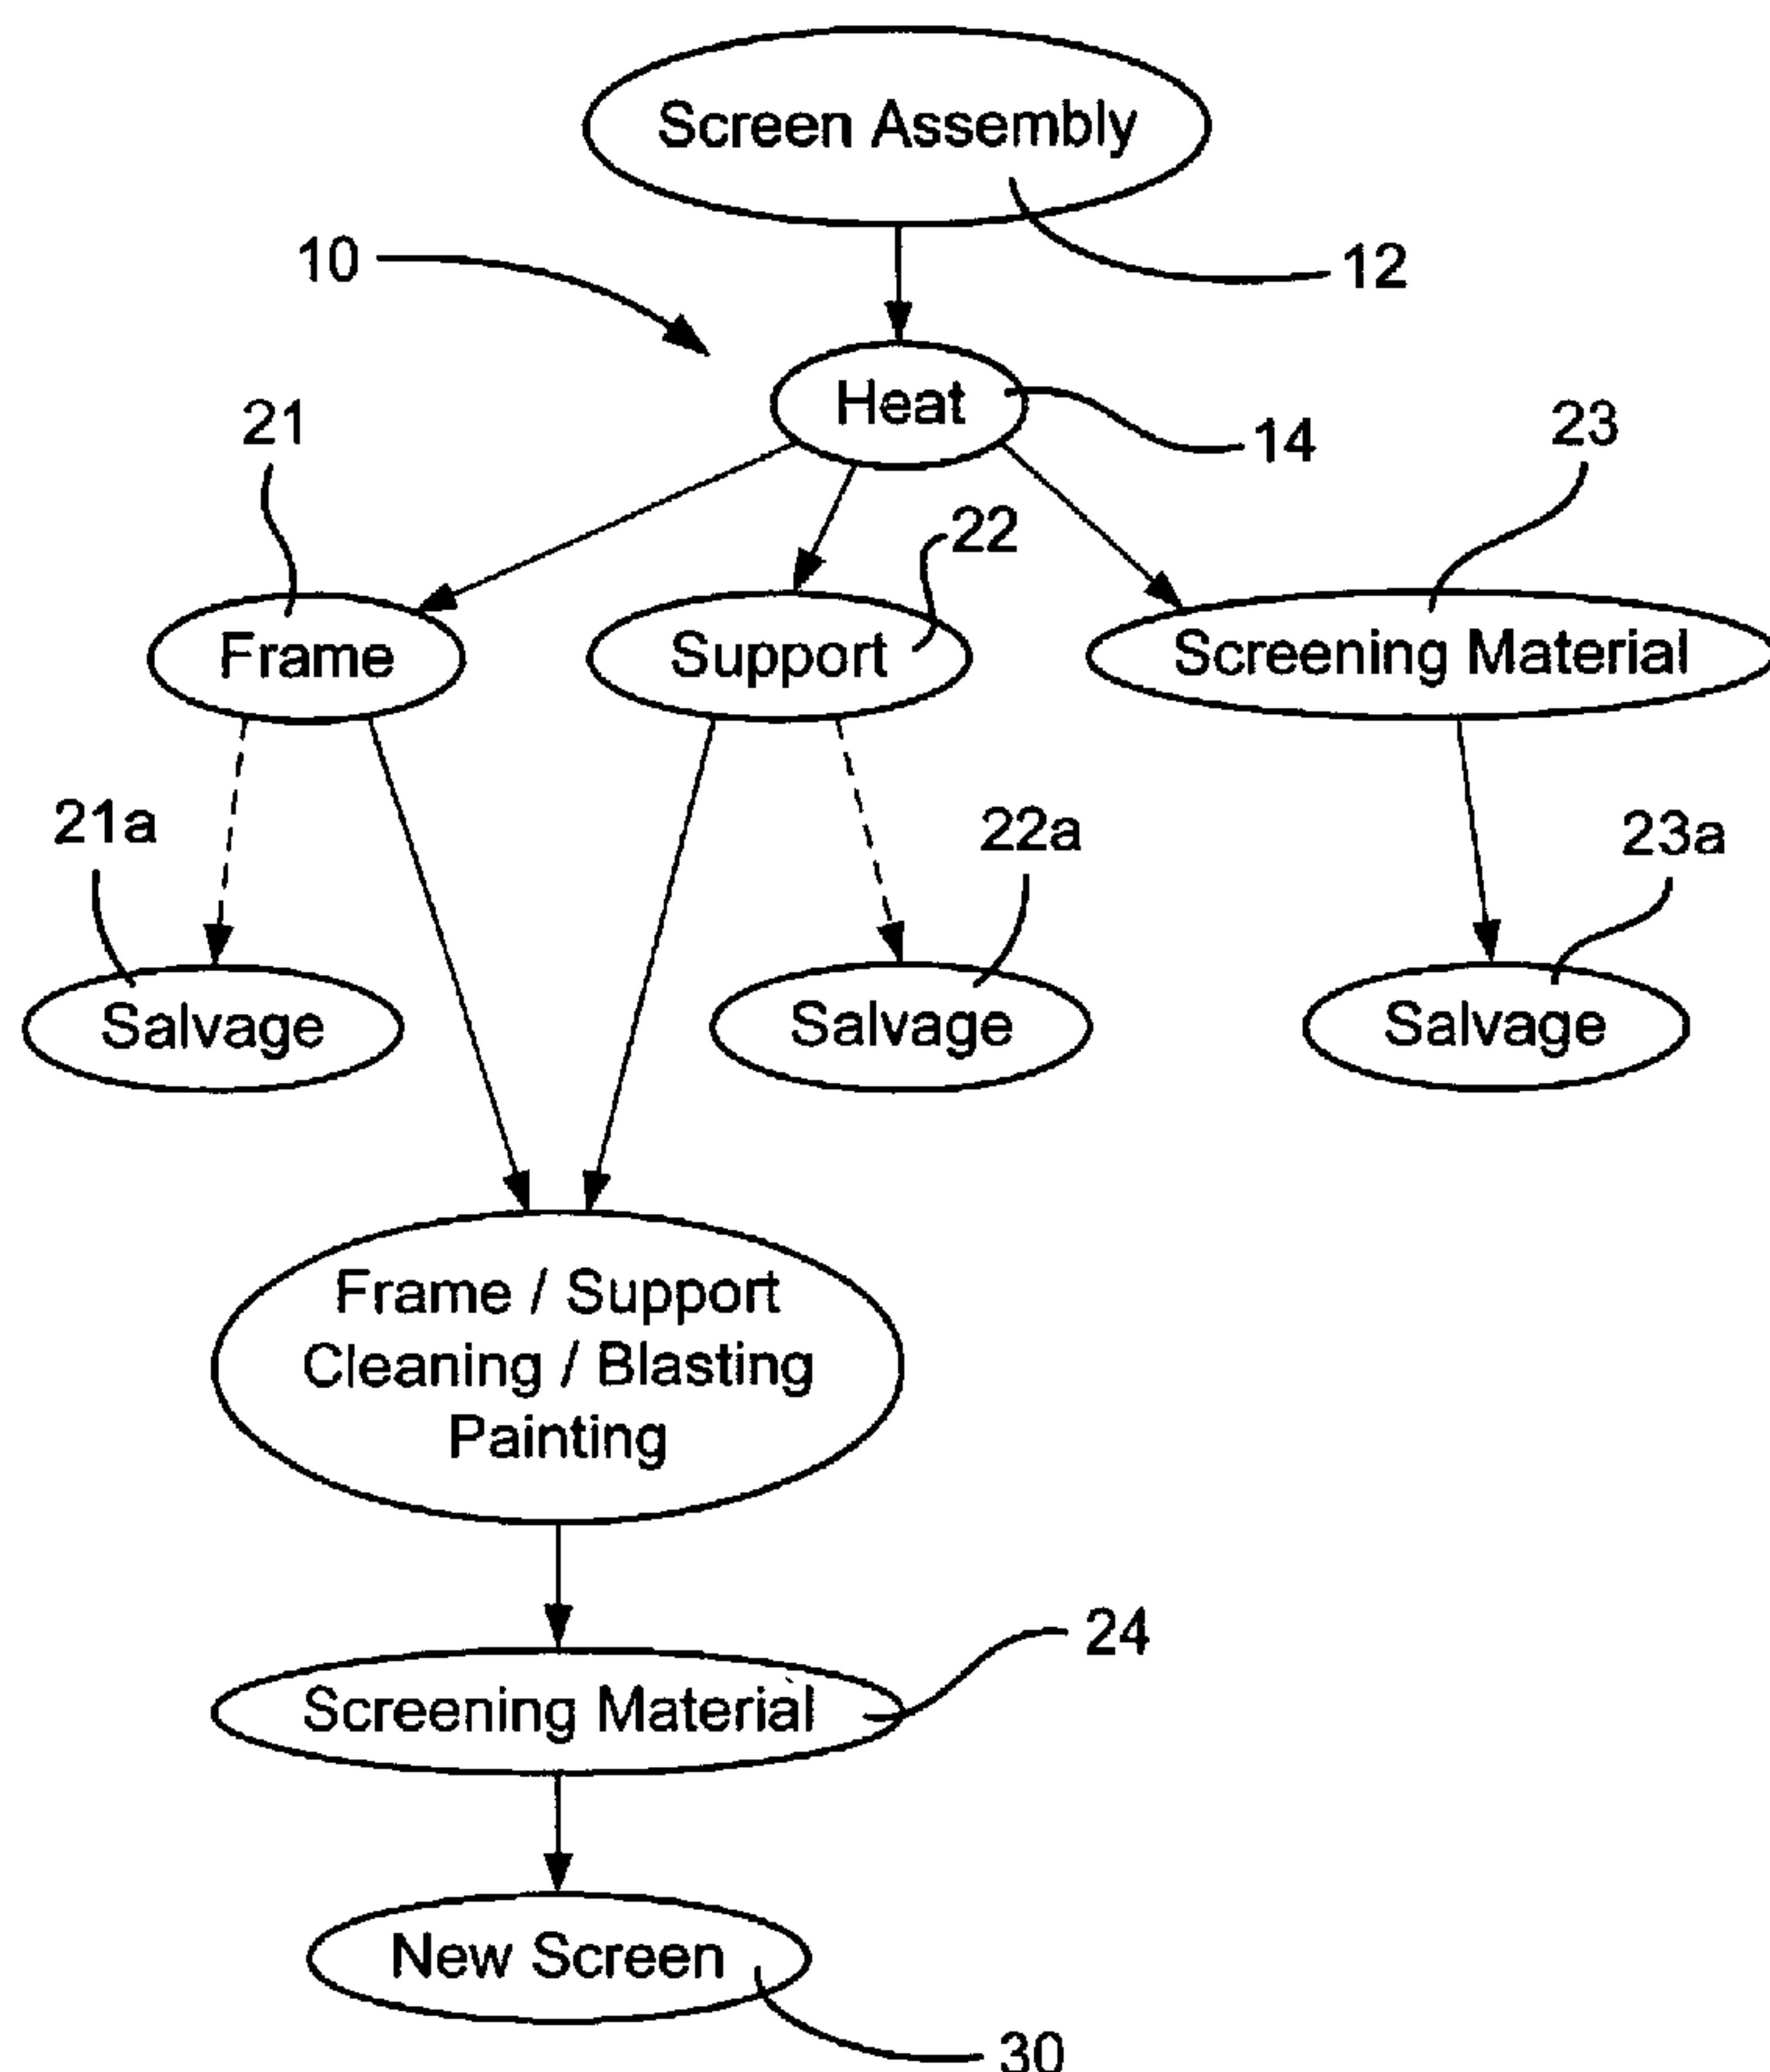 Screen Assembly
10
12
Heat
21
14
23
22
Frame
Support
Screening Material
21a
22a
23a
Salvage
Salvage
Salvage
Frame / Support
Cleaning / Blasting
Painting
24
Screening Material
New Screen
30